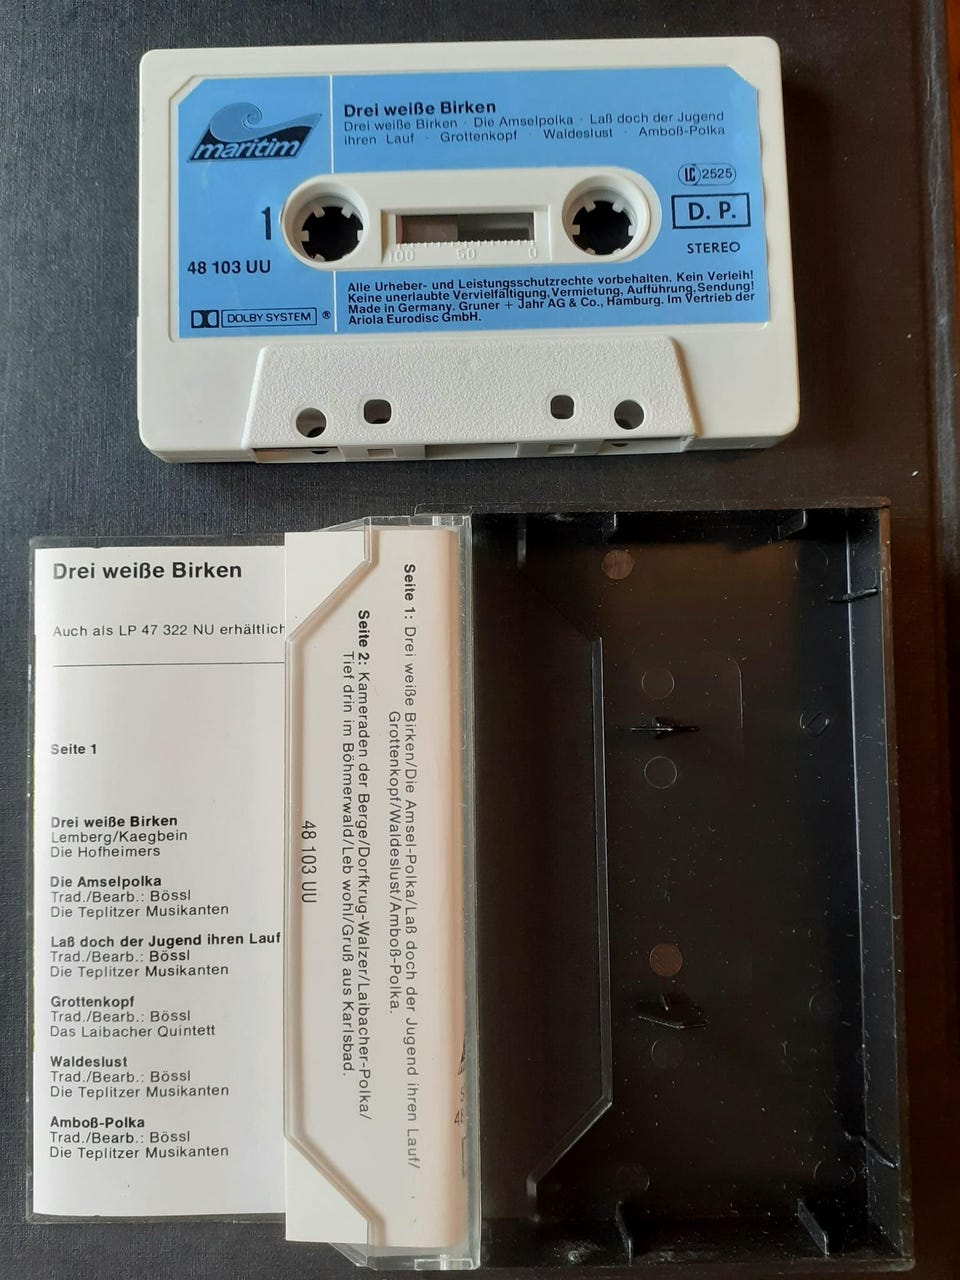 maritim
Drei weiße Birken
Drei weiße Birken · Die Amselpolka · Laß doch der Jugend
ihren Lauf · Grottenkopf · Waldeslust · Amboß-Polka
LC 2525
1
D. P.
STEREO
48 103 UU
100 50 0
DOLBY SYSTEM ®
Alle Urheber- und Leistungsschutzrechte vorbehalten. Kein Verleih!
Keine unerlaubte Vervielfältigung, Vermietung, Aufführung, Sendung!
Made in Germany. Gruner + Jahr AG & Co., Hamburg. Im Vertrieb der
Ariola Eurodisc GmbH.
Drei weiße Birken
Auch als LP 47 322 NU erhältlich
Seite 1
Drei weiße Birken
Lemberg/Kaegbein
Die Hofheimers
Die Amselpolka
Trad./Bearb.: Bössl
Die Teplitzer Musikanten
Laß doch der Jugend ihren Lauf
Trad./Bearb.: Bössl
Die Teplitzer Musikanten
Grottenkopf
Trad./Bearb.: Bössl
Das Laibacher Quintett
Waldeslust
Trad./Bearb.: Bössl
Die Teplitzer Musikanten
Amboß-Polka
Trad./Bearb.: Bössl
Die Teplitzer Musikanten
Seite 1: Drei weiße Birken/Die Amsel-Polka/Laß doch der Jugend ihren Lauf/
Grottenkopf/Waldeslust/Amboß-Polka.
Seite 2: Kameraden der Berge/Dorfkrug-Walzer/Laibacher-Polka/
Tief drin im Böhmerwald/Leb wohl/Gruß aus Karlsbad.
48 103 UU